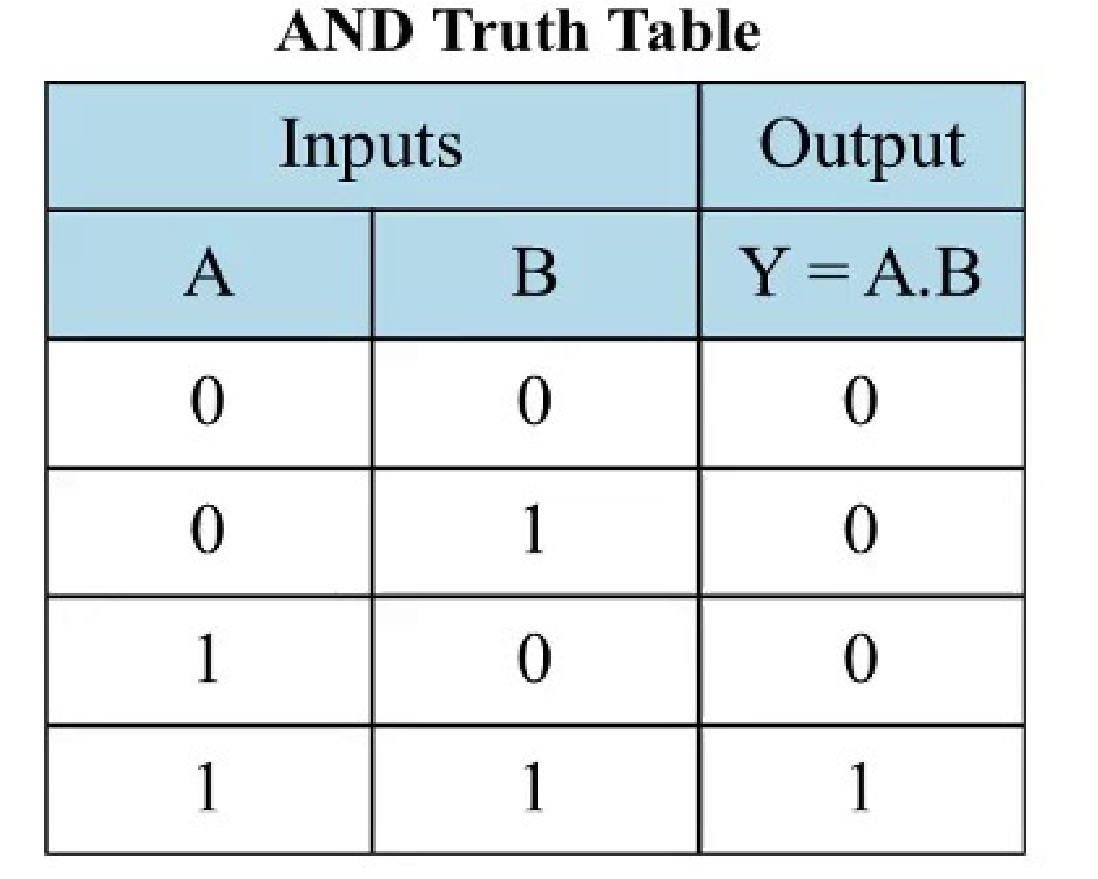 AND Truth Table
Inputs Output
A B Y = A.B
0 0 0
0 1 0
1 0 0
1 1 1